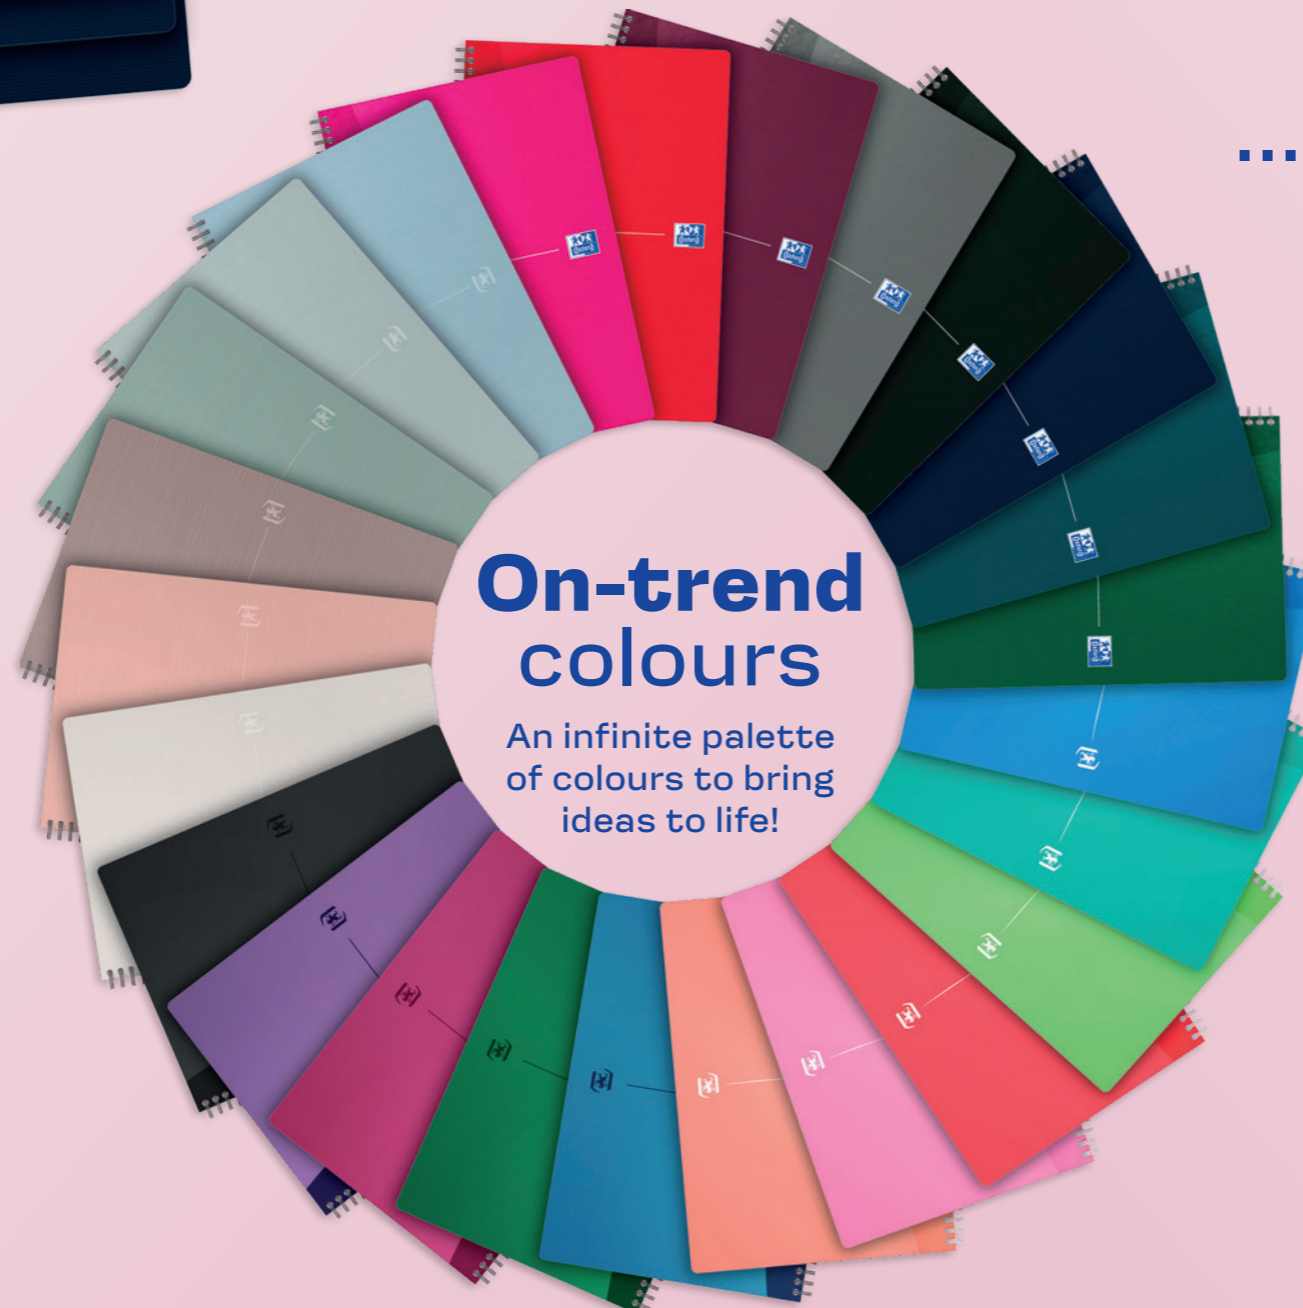 ...
On-trend
colours
An infinite palette
of colours to bring
ideas to life!